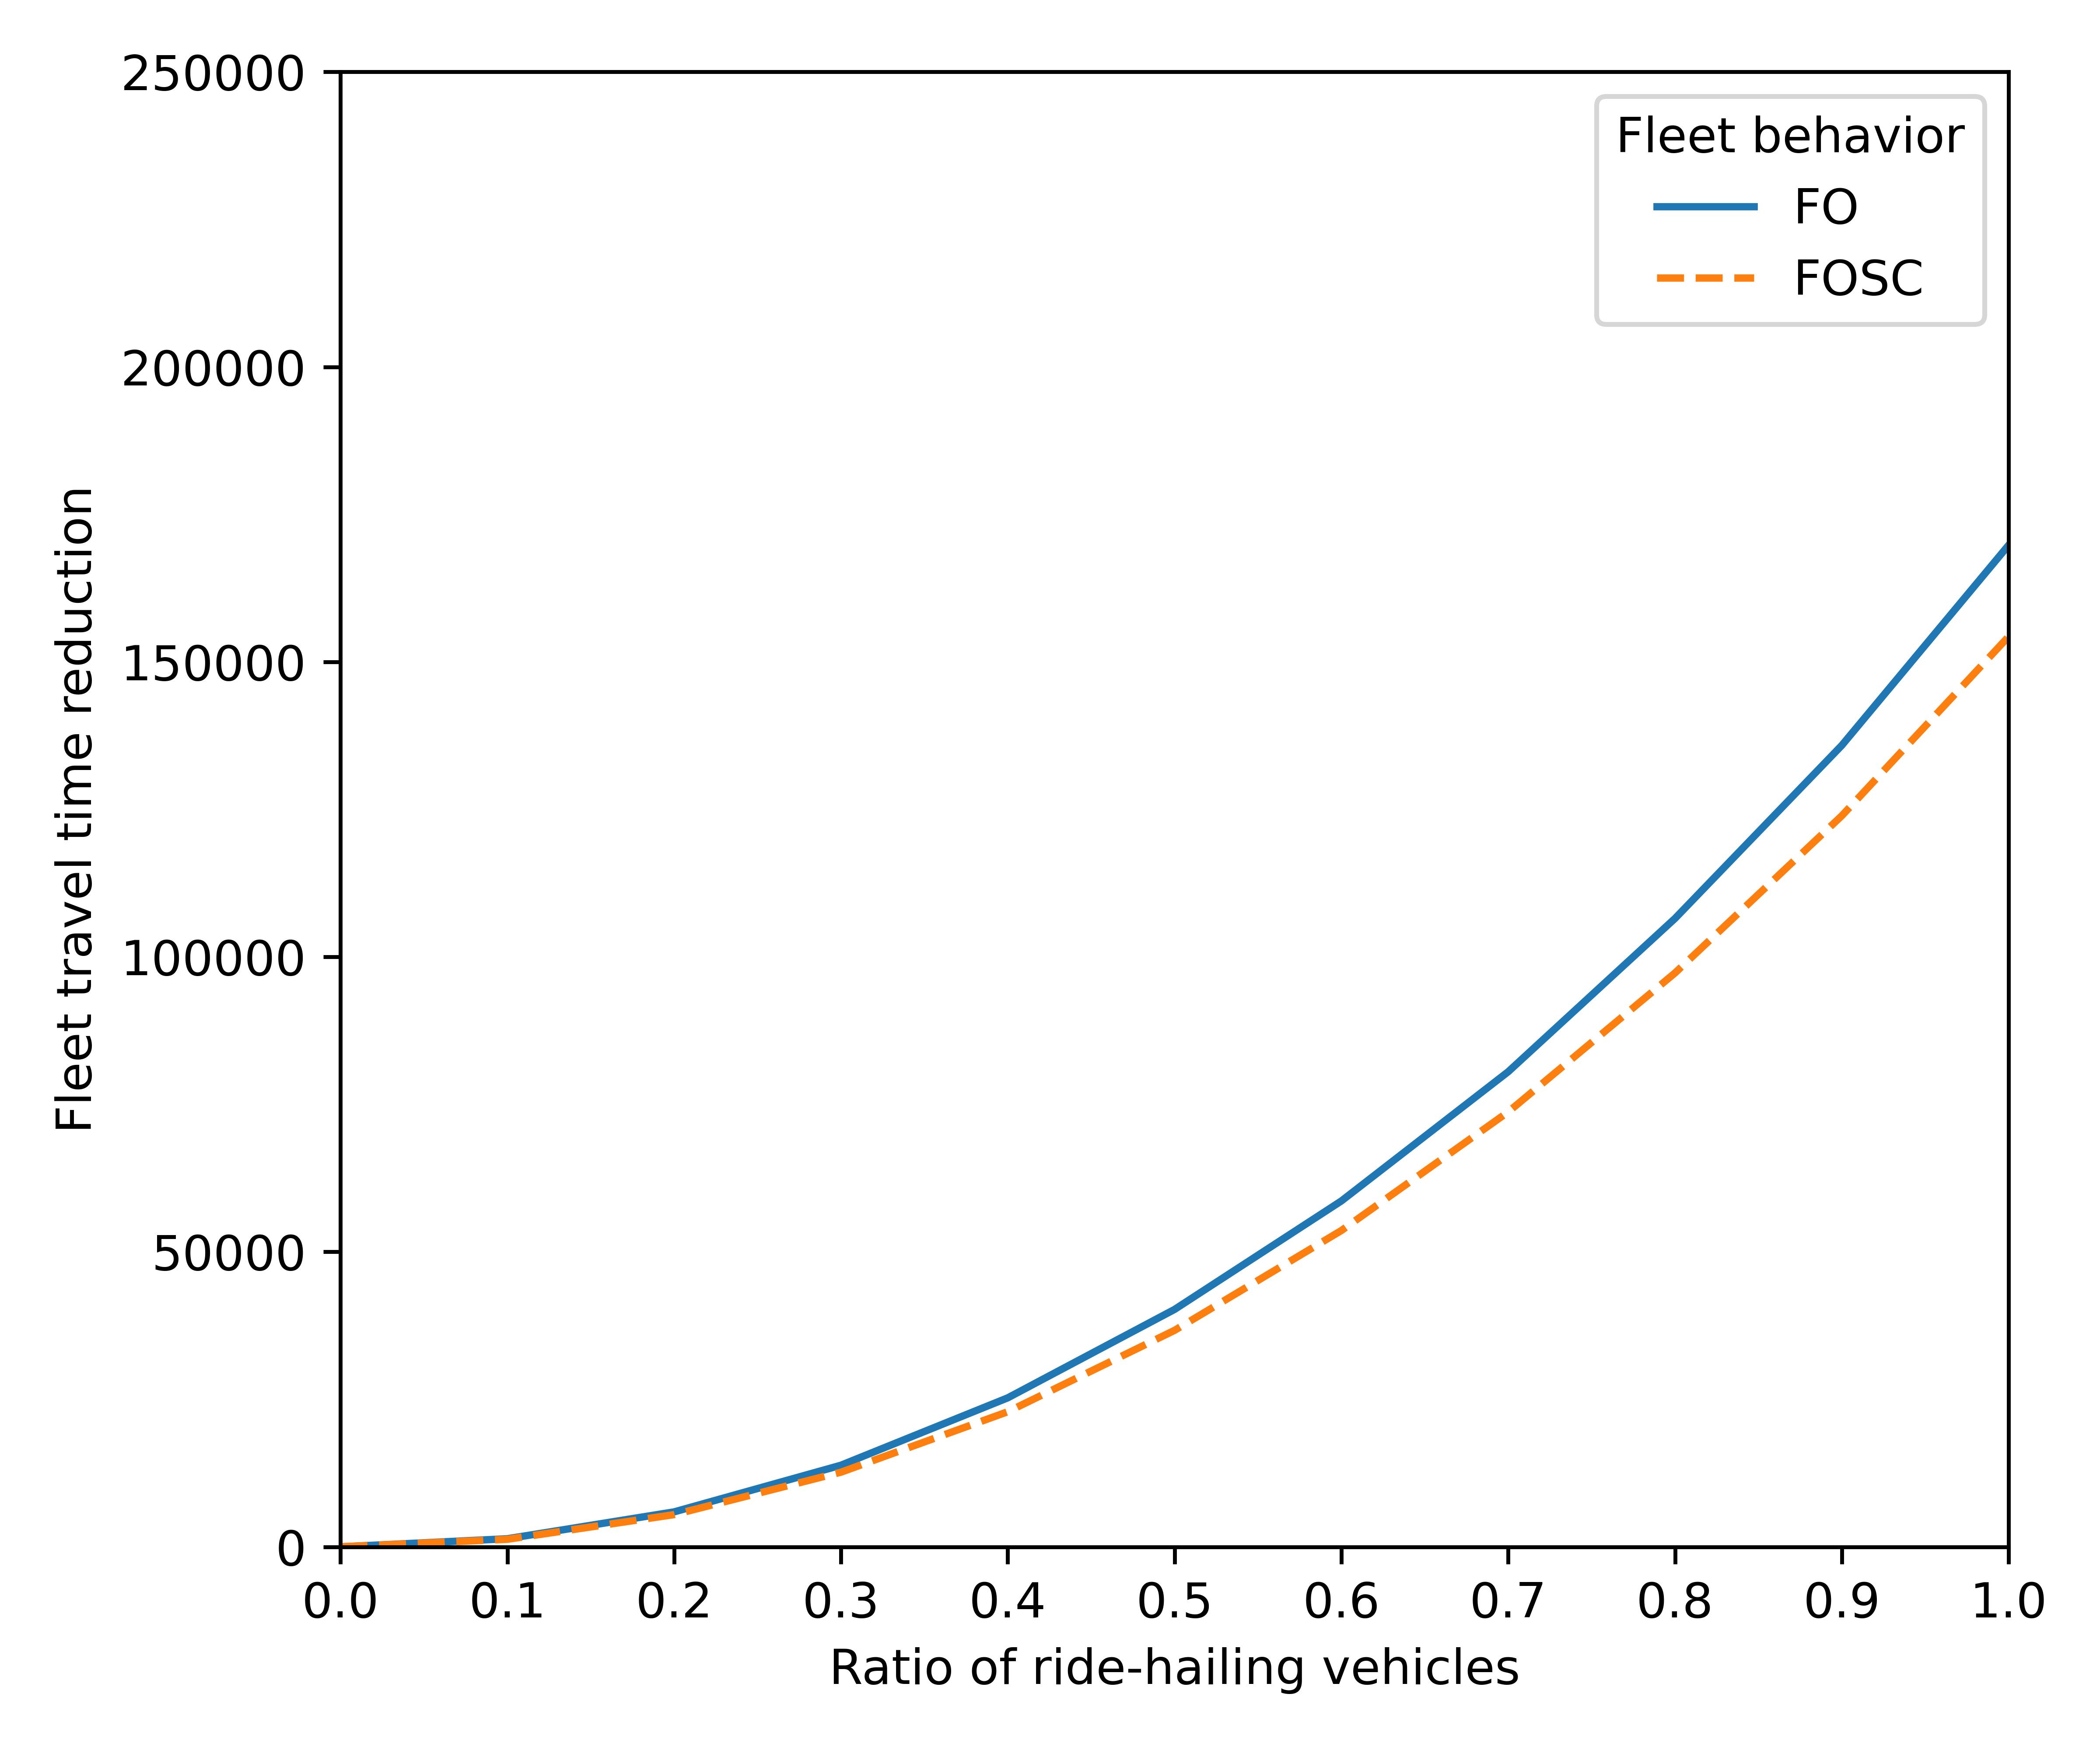 250000
200000
150000
100000
50000
0
Fleet travel time reduction
Fleet behavior
FO
FOSC
0.0 0.1 0.2 0.3 0.4 0.5 0.6 0.7 0.8 0.9 1.0
Ratio of ride-hailing vehicles